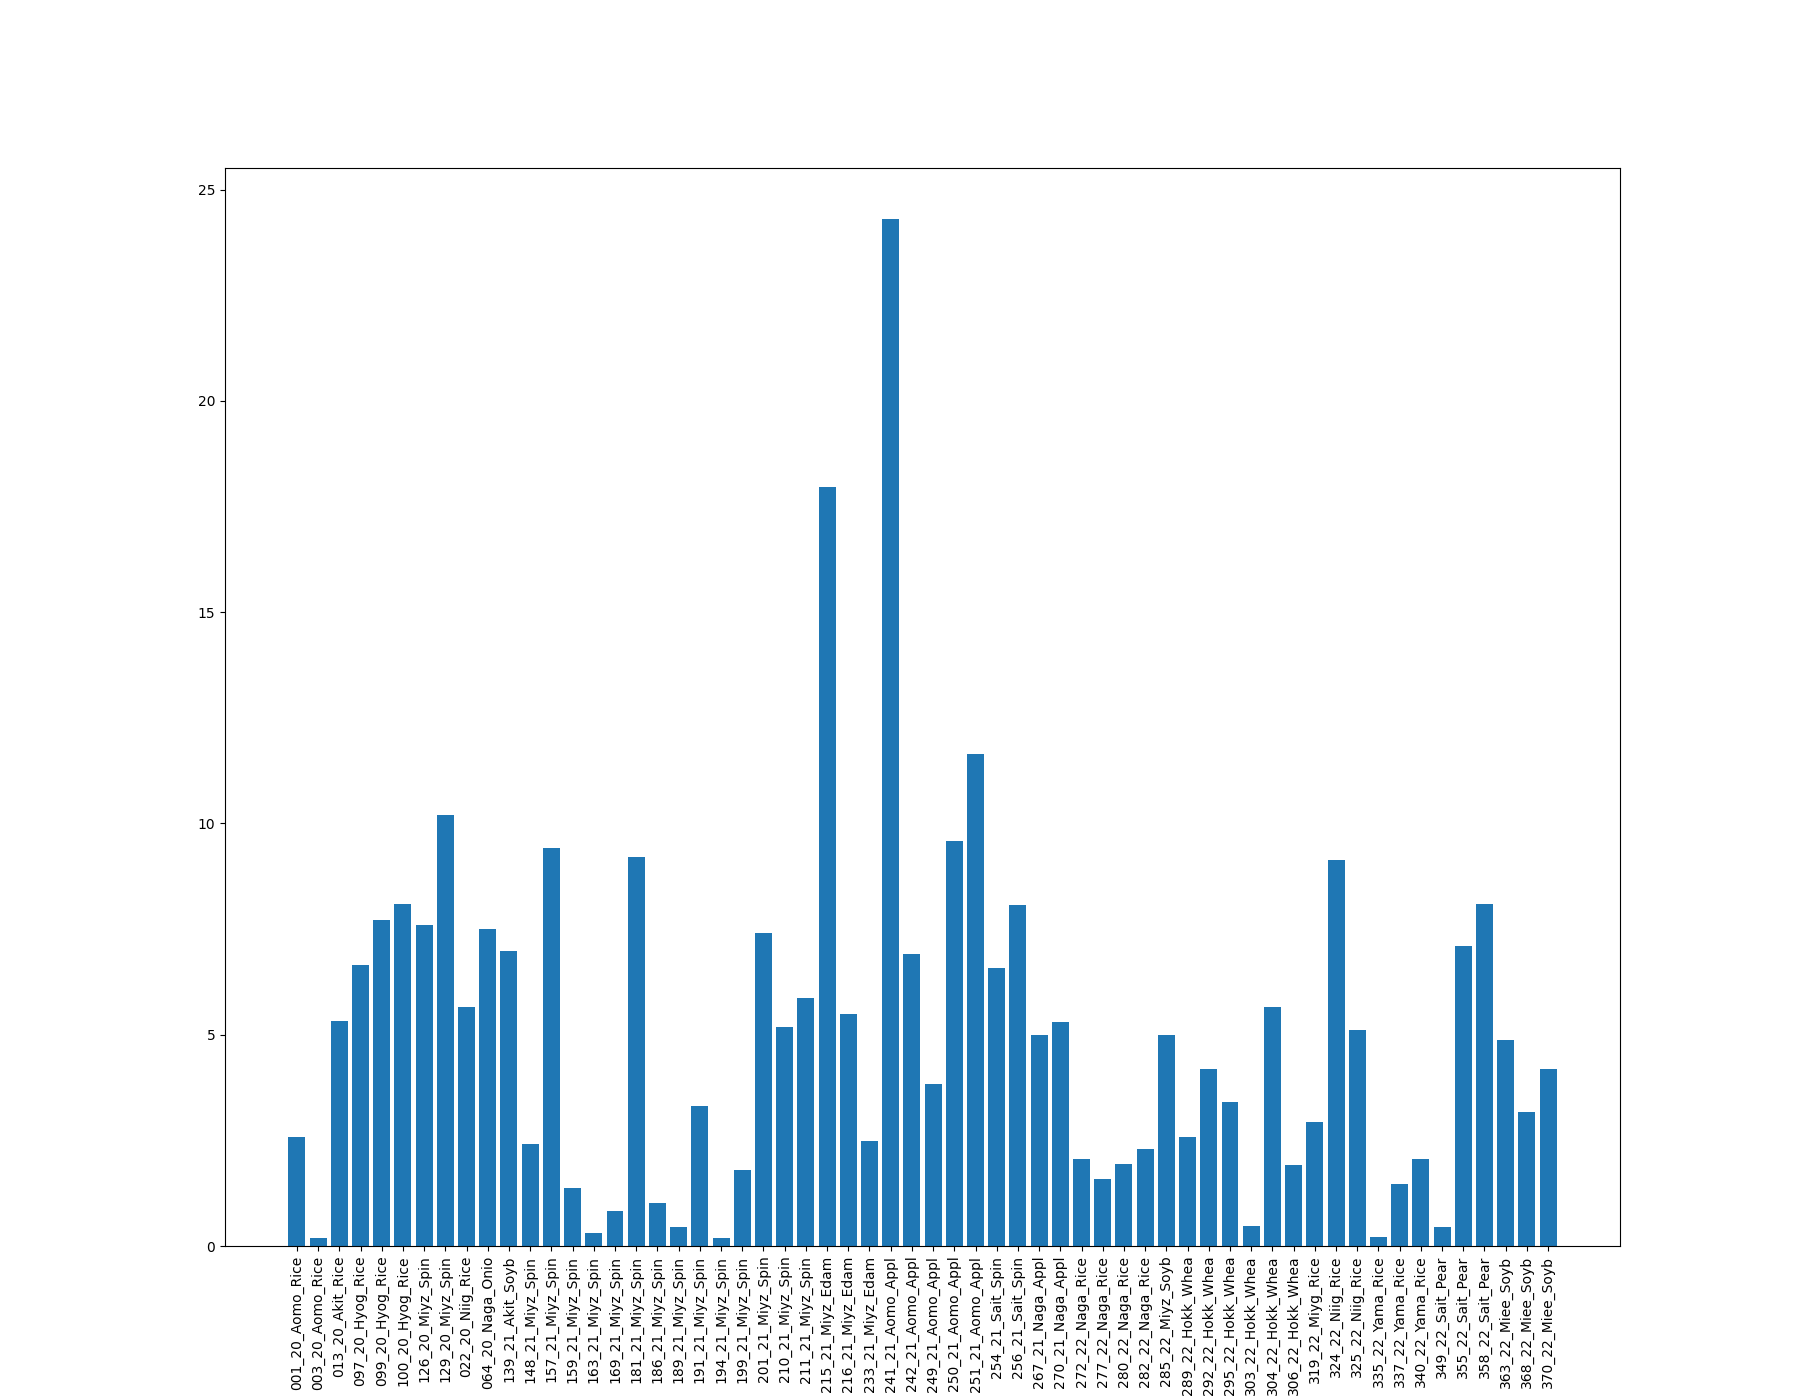 25
20
15
10
5
0
001_20_Aomo_Rice
003_20_Aomo_Rice
013_20_Akit_Rice
097_20_Hyog_Rice
099_20_Hyog_Rice
100_20_Hyog_Rice
126_20_Miyz_Spin
129_20_Miyz_Spin
022_20_Niig_Rice
064_20_Naga_Onio
139_21_Akit_Soyb
148_21_Miyz_Spin
157_21_Miyz_Spin
159_21_Miyz_Spin
163_21_Miyz_Spin
169_21_Miyz_Spin
181_21_Miyz_Spin
186_21_Miyz_Spin
189_21_Miyz_Spin
191_21_Miyz_Spin
194_21_Miyz_Spin
199_21_Miyz_Spin
201_21_Miyz_Spin
210_21_Miyz_Spin
211_21_Miyz_Spin
215_21_Miyz_Edam
216_21_Miyz_Edam
233_21_Miyz_Edam
241_21_Aomo_Appl
242_21_Aomo_Appl
249_21_Aomo_Appl
250_21_Aomo_Appl
251_21_Aomo_Appl
254_21_Sait_Spin
256_21_Sait_Spin
267_21_Naga_Appl
270_21_Naga_Appl
272_22_Naga_Rice
277_22_Naga_Rice
280_22_Naga_Rice
282_22_Naga_Rice
285_22_Miyz_Soyb
289_22_Hokk_Whea
292_22_Hokk_Whea
295_22_Hokk_Whea
303_22_Hokk_Whea
304_22_Hokk_Whea
306_22_Hokk_Whea
319_22_Miyg_Rice
324_22_Niig_Rice
325_22_Niig_Rice
335_22_Yama_Rice
337_22_Yama_Rice
340_22_Yama_Rice
349_22_Sait_Pear
355_22_Sait_Pear
358_22_Sait_Pear
363_22_Miee_Soyb
368_22_Miee_Soyb
370_22_Miee_Soyb